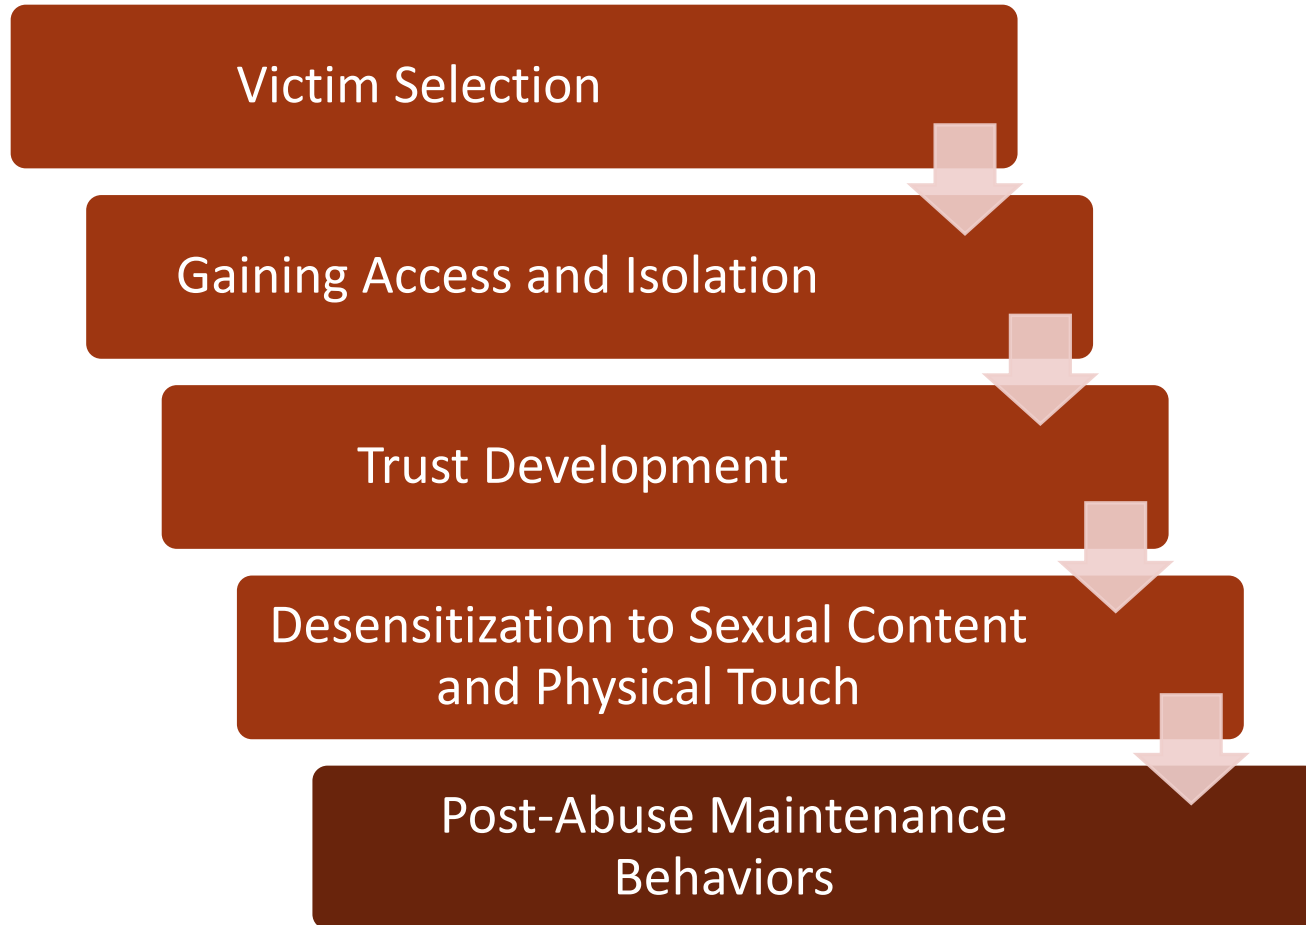 Victim Selection
Gaining Access and Isolation
Trust Development
Desensitization to Sexual Content
and Physical Touch
Post-Abuse Maintenance
Behaviors